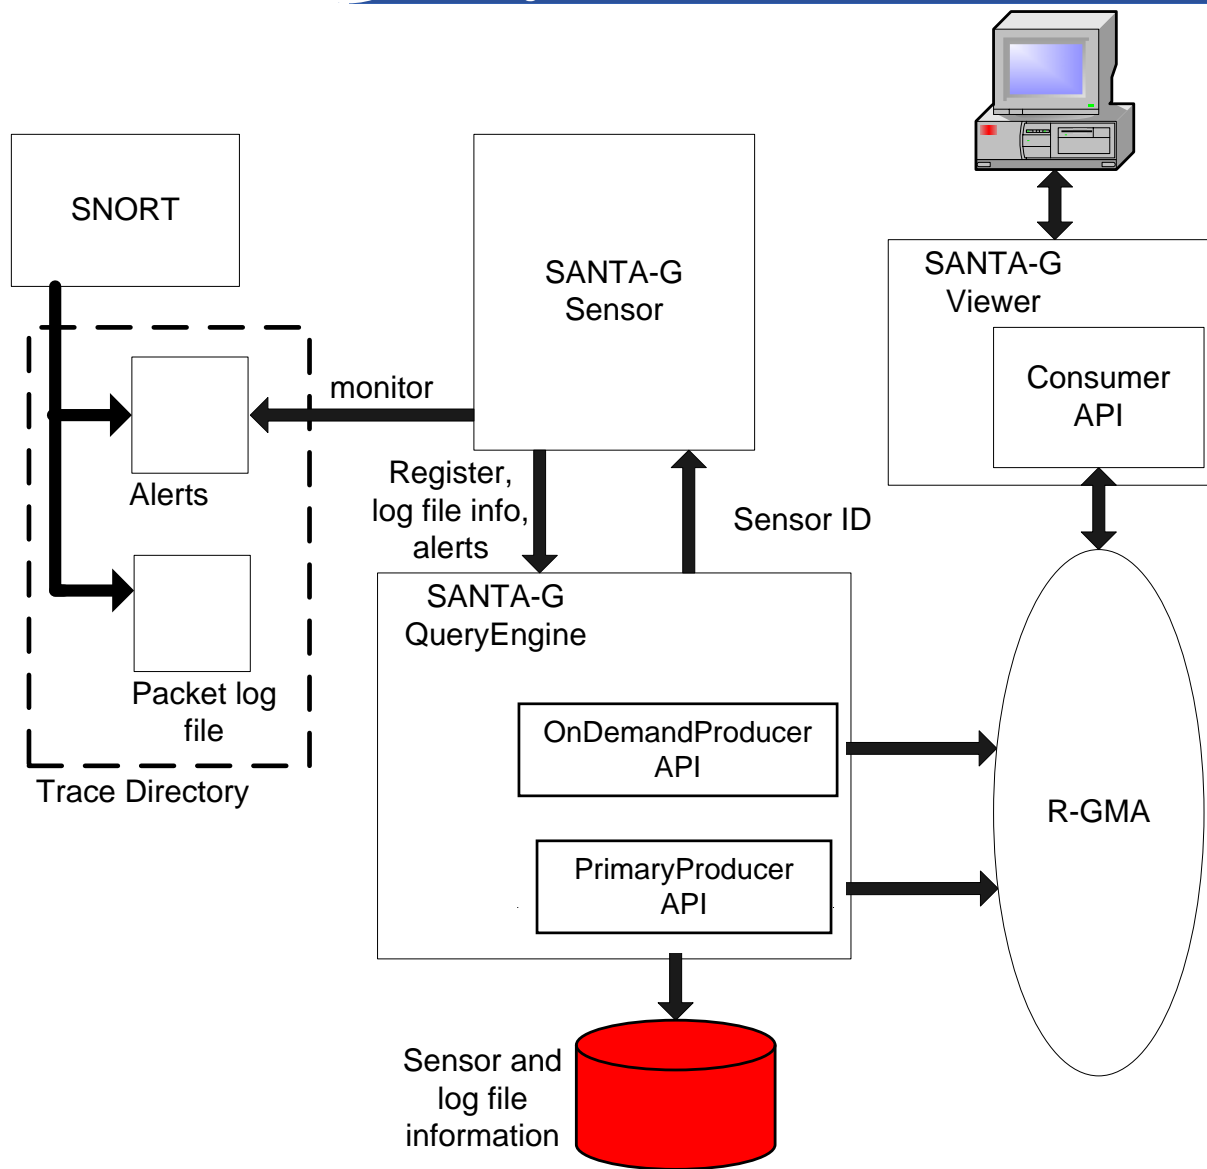 SNORT
SANTA-G
Sensor
SANTA-G
Viewer
Consumer
API
monitor
Alerts
Register,
log file info,
alerts
Sensor ID
SANTA-G
QueryEngine
Packet log
file
Trace Directory
OnDemandProducer
API
R-GMA
PrimaryProducer
API
Sensor and
log file
information